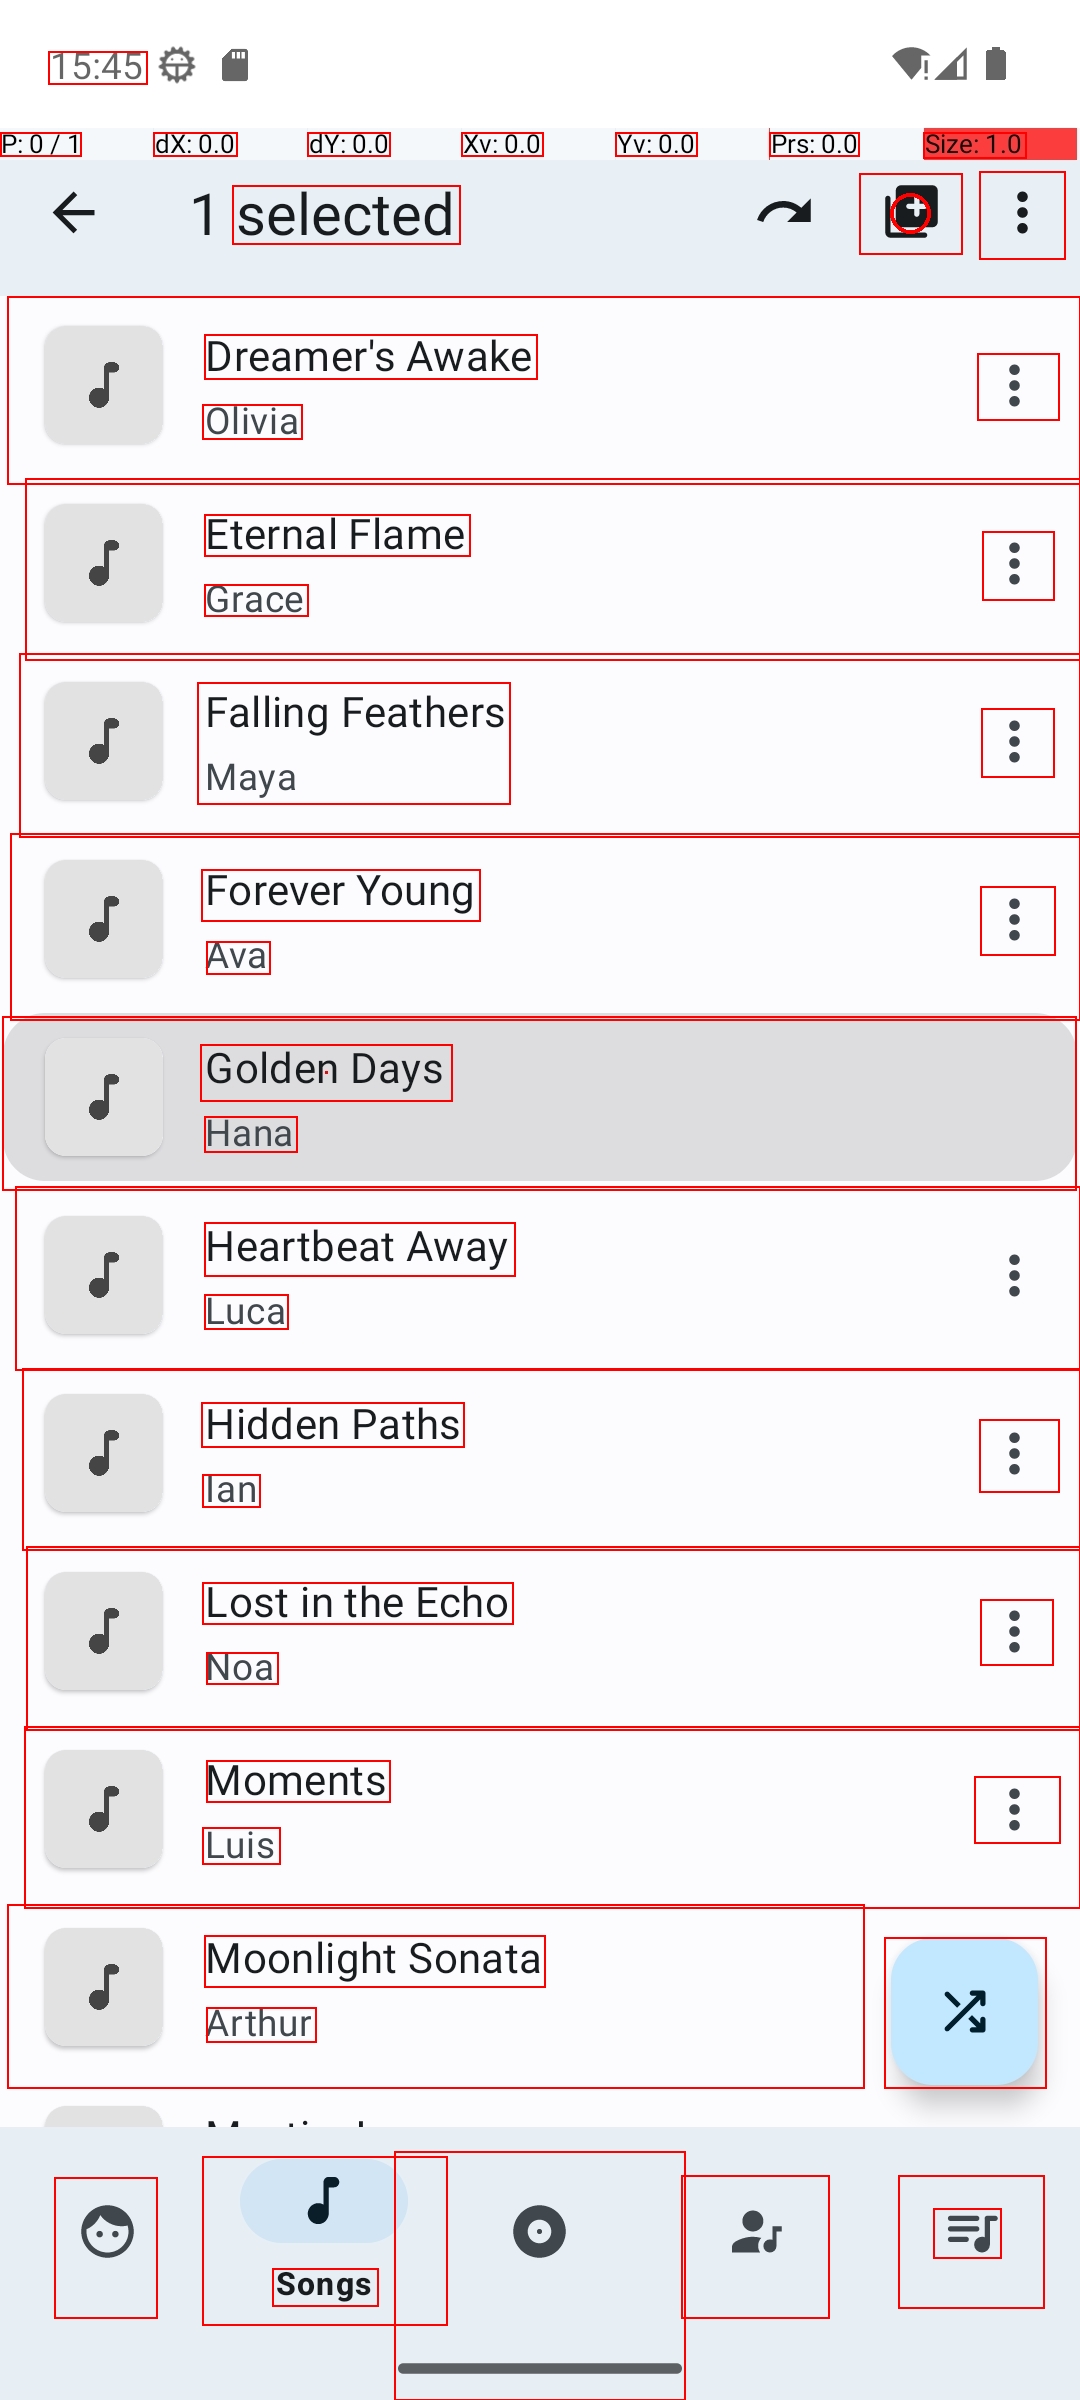 15:45
P: 0 / 1 dX: 0.0 dY: 0.0 Xv: 0.0 Yv: 0.0 Prs: 0.0 Size: 1.0
1 selected
Dreamer's Awake
Olivia
Eternal Flame
Grace
Falling Feathers
Maya
Forever Young
Ava
Golden Days
Hana
Heartbeat Away
Luca
Hidden Paths
Ian
Lost in the Echo
Noa
Moments
Luis
Moonlight Sonata
Arthur
Songs